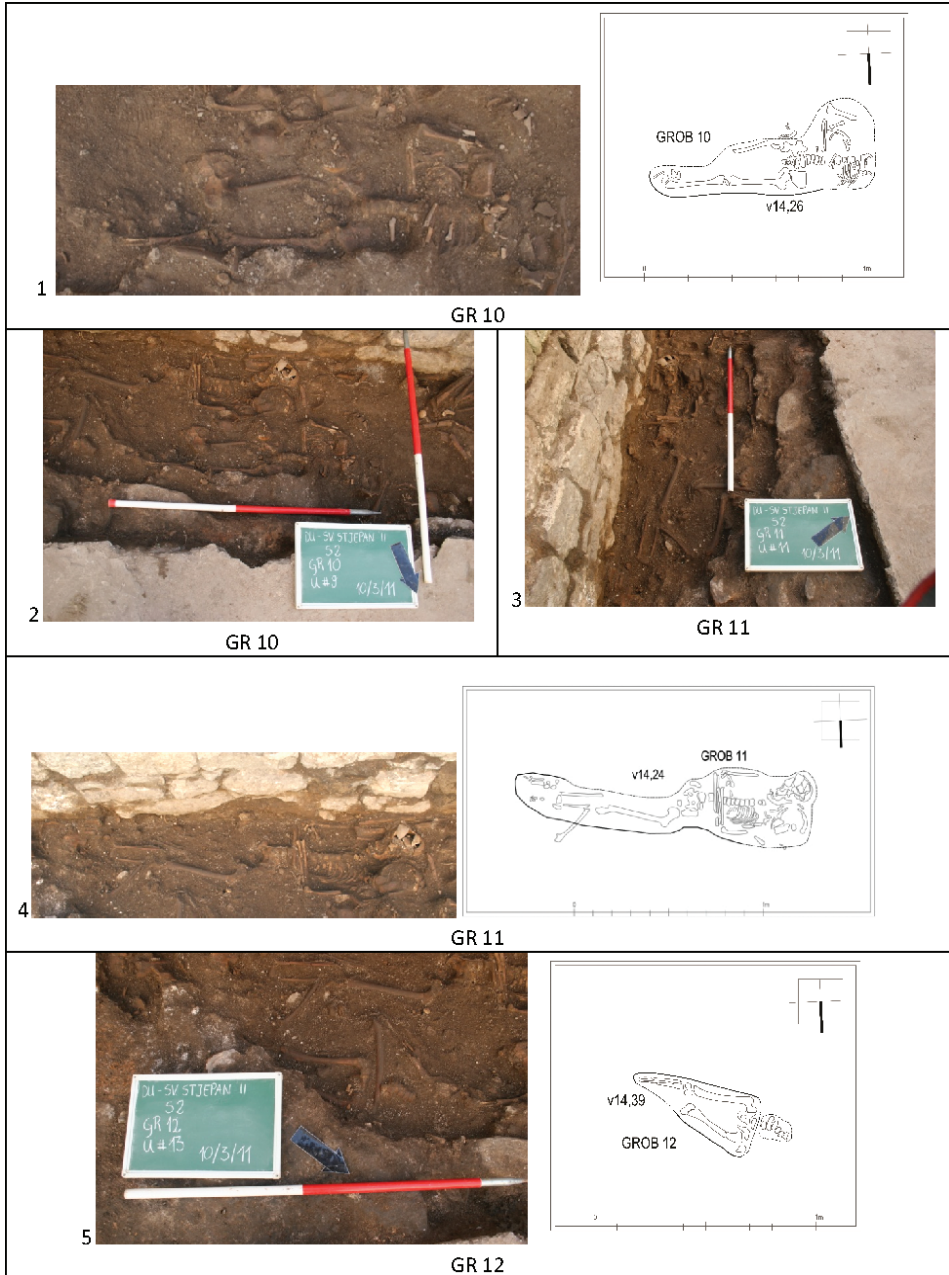 GROB 10
v14,26
0
1m
1
GR 10
DU-SV STJEPAN II
S2
GR 10
U#9
10/3/11
2
GR 10
DU-SV STJEPAN II
S2
GR 11
U#11
10/3/11
3
GR 11
GROB 11
v14,24
0
1m
4
GR 11
DU-SV STJEPAN II
S2
GR 12
U#13
10/3/11
5
v14,39
GROB 12
0
1m
GR 12